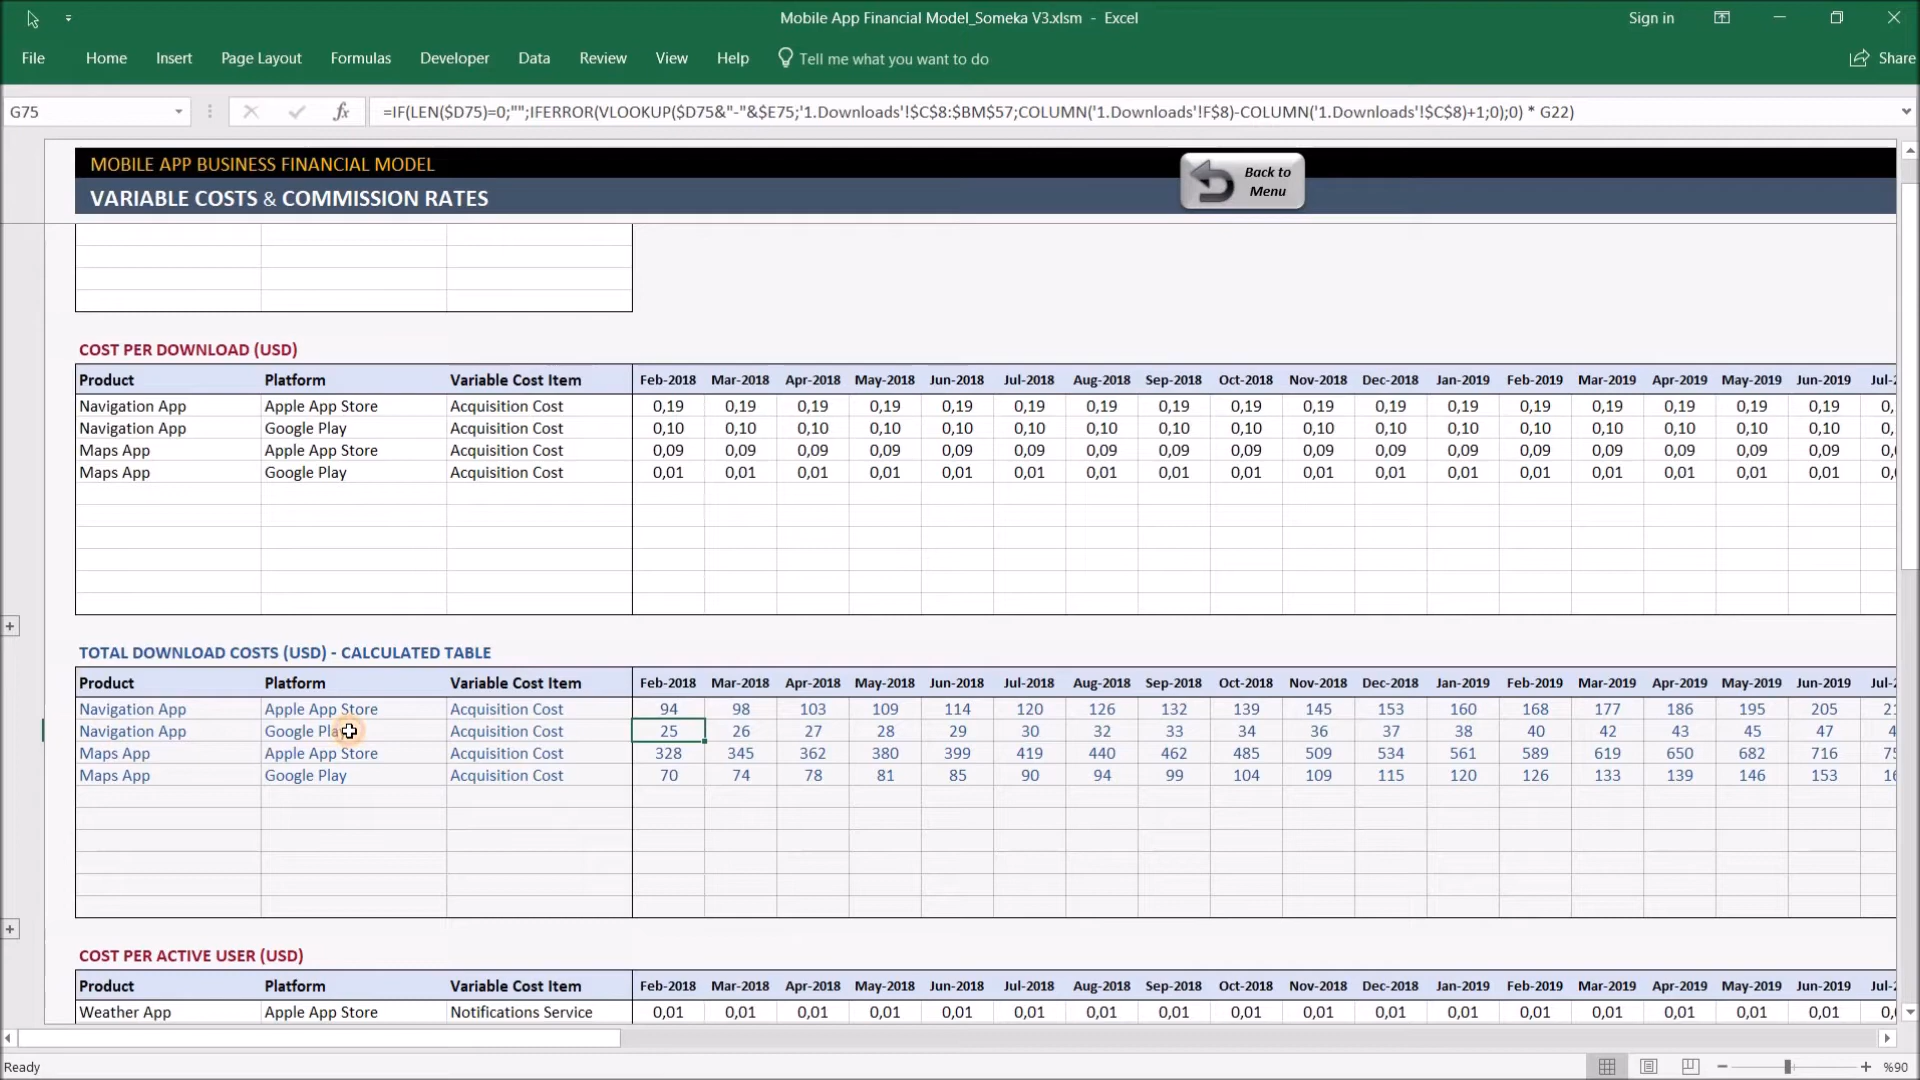 Mobile App Financial Model_Someka V3.xlsm - Excel
Sign in
File Home Insert Page Layout Formulas Developer Data Review View Help Tell me what you want to do Share
G75 fx =IF(LEN($D75)=0;"";IFERROR(VLOOKUP($D75&"-"&$E75;'1.Downloads'!$C$8:$BM$57;COLUMN('1.Downloads'!F$8)-COLUMN('1.Downloads'!$C$8)+1;0);0) * G22)
MOBILE APP BUSINESS FINANCIAL MODEL
VARIABLE COSTS & COMMISSION RATES
Back to
Menu
COST PER DOWNLOAD (USD)
Product Platform Variable Cost Item Feb-2018 Mar-2018 Apr-2018 May-2018 Jun-2018 Jul-2018 Aug-2018 Sep-2018 Oct-2018 Nov-2018 Dec-2018 Jan-2019 Feb-2019 Mar-2019 Apr-2019 May-2019 Jun-2019 Jul-2
Navigation App Apple App Store Acquisition Cost 0,19 0,19 0,19 0,19 0,19 0,19 0,19 0,19 0,19 0,19 0,19 0,19 0,19 0,19 0,19 0,19 0,19 0,
Navigation App Google Play Acquisition Cost 0,10 0,10 0,10 0,10 0,10 0,10 0,10 0,10 0,10 0,10 0,10 0,10 0,10 0,10 0,10 0,10 0,10 0,
Maps App Apple App Store Acquisition Cost 0,09 0,09 0,09 0,09 0,09 0,09 0,09 0,09 0,09 0,09 0,09 0,09 0,09 0,09 0,09 0,09 0,09 0,
Maps App Google Play Acquisition Cost 0,01 0,01 0,01 0,01 0,01 0,01 0,01 0,01 0,01 0,01 0,01 0,01 0,01 0,01 0,01 0,01 0,01 0,
TOTAL DOWNLOAD COSTS (USD) - CALCULATED TABLE
Product Platform Variable Cost Item Feb-2018 Mar-2018 Apr-2018 May-2018 Jun-2018 Jul-2018 Aug-2018 Sep-2018 Oct-2018 Nov-2018 Dec-2018 Jan-2019 Feb-2019 Mar-2019 Apr-2019 May-2019 Jun-2019 Jul-2
Navigation App Apple App Store Acquisition Cost 94 98 103 109 114 120 126 132 139 145 153 160 168 177 186 195 205 21
Navigation App Google Play Acquisition Cost 25 26 27 28 29 30 32 33 34 36 37 38 40 42 43 45 47 4
Maps App Apple App Store Acquisition Cost 328 345 362 380 399 419 440 462 485 509 534 561 589 619 650 682 716 75
Maps App Google Play Acquisition Cost 70 74 78 81 85 90 94 99 104 109 115 120 126 133 139 146 153 16
COST PER ACTIVE USER (USD)
Product Platform Variable Cost Item Feb-2018 Mar-2018 Apr-2018 May-2018 Jun-2018 Jul-2018 Aug-2018 Sep-2018 Oct-2018 Nov-2018 Dec-2018 Jan-2019 Feb-2019 Mar-2019 Apr-2019 May-2019 Jun-2019 Jul-2
Weather App Apple App Store Notifications Service 0,01 0,01 0,01 0,01 0,01 0,01 0,01 0,01 0,01 0,01 0,01 0,01 0,01 0,01 0,01 0,01 0,01 0,
Ready %90